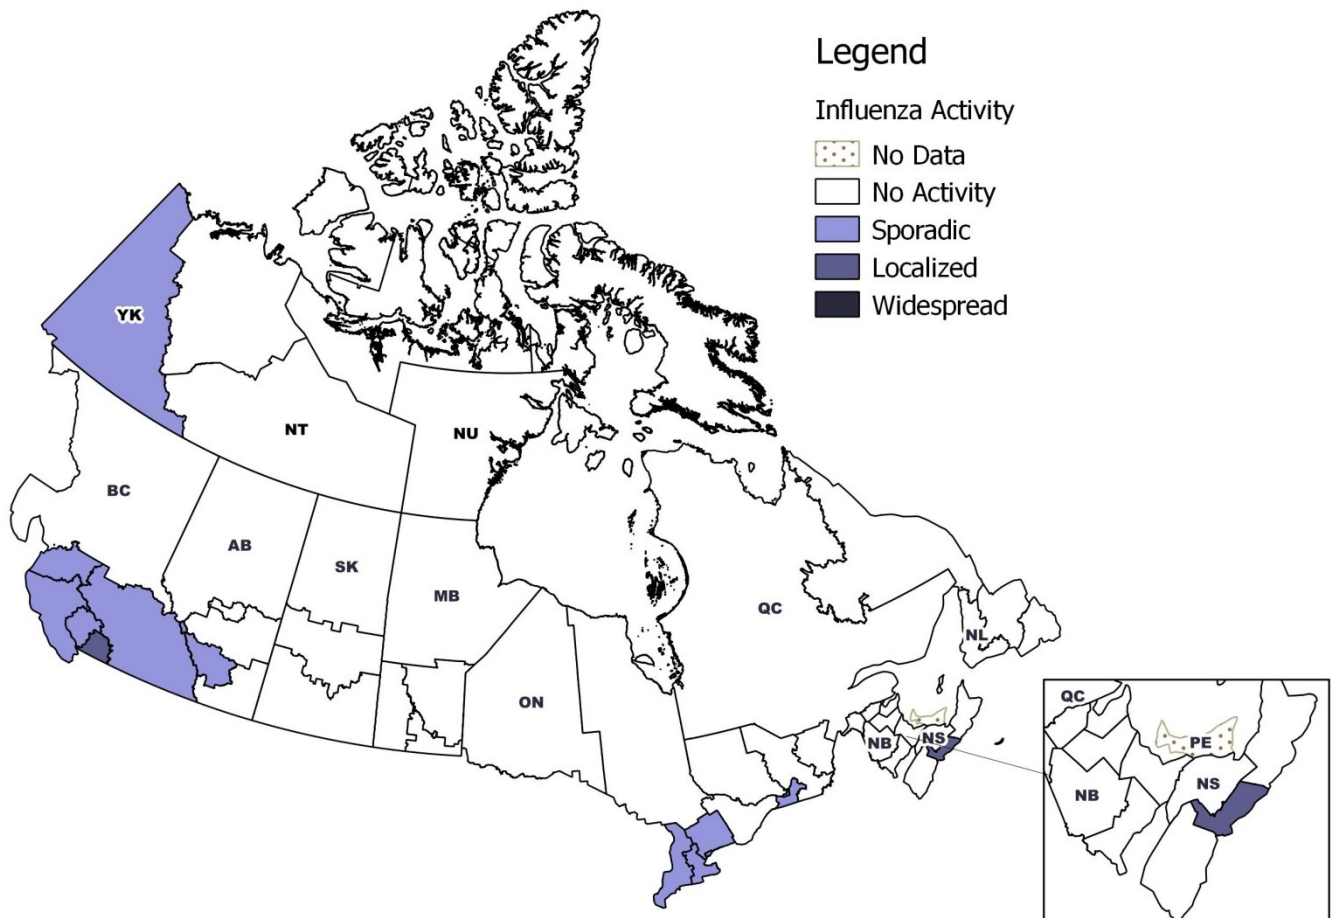 Legend
Influenza Activity
No Data
No Activity
Sporadic
Localized
Widespread
YK
NT
NU
BC
AB
SK
MB
QC
ON
NL
NB
NS
QC
PE
NS
NB